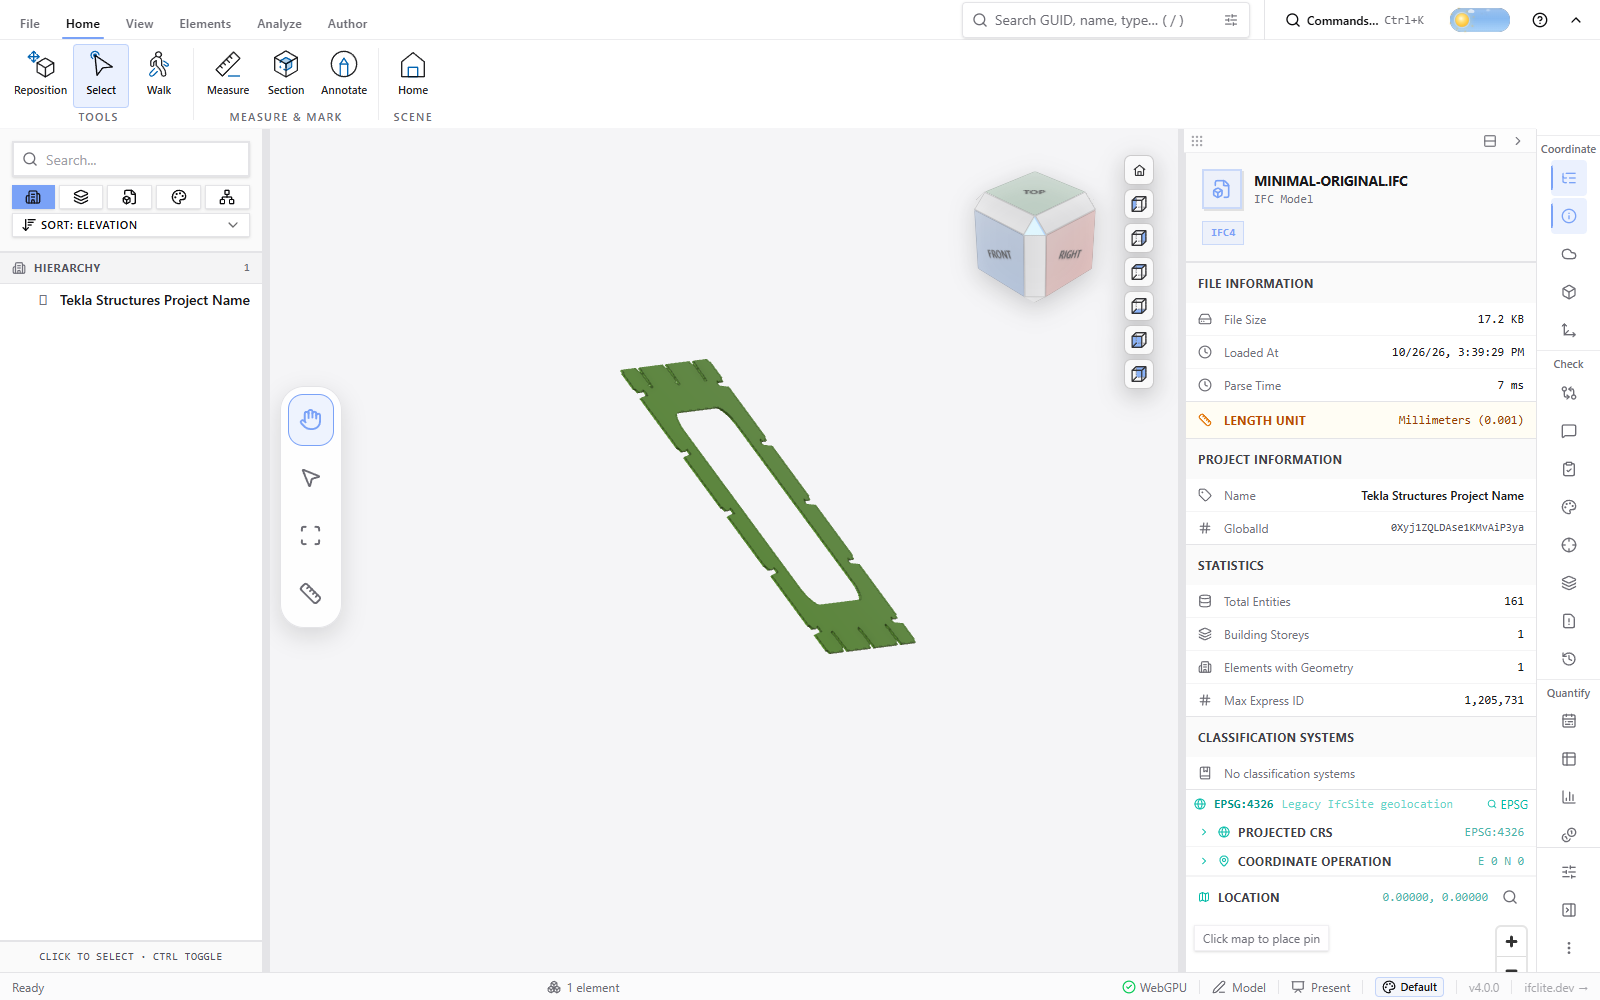 File Home View Elements Analyze Author
Search GUID, name, type... ( / )
Commands... Ctrl+K
Reposition Select Walk Measure Section Annotate Home
TOOLS MEASURE & MARK SCENE
Search...
SORT: ELEVATION
HIERARCHY 1
Tekla Structures Project Name
CLICK TO SELECT · CTRL TOGGLE
TOP
FRONT RIGHT
MINIMAL-ORIGINAL.IFC
IFC Model
IFC4
FILE INFORMATION
File Size 17.2 KB
Loaded At 10/26/26, 3:39:29 PM
Parse Time 7 ms
LENGTH UNIT Millimeters (0.001)
PROJECT INFORMATION
Name Tekla Structures Project Name
GlobalId 0Xyj1ZQLDAse1KMvAiP3ya
STATISTICS
Total Entities 161
Building Storeys 1
Elements with Geometry 1
Max Express ID 1,205,731
CLASSIFICATION SYSTEMS
No classification systems
EPSG:4326 Legacy IfcSite geolocation EPSG
PROJECTED CRS EPSG:4326
COORDINATE OPERATION E 0 N 0
LOCATION 0.00000, 0.00000
Click map to place pin
+
Coordinate
Check
Quantify
Ready 1 element WebGPU Model Present Default v4.0.0 ifclite.dev →